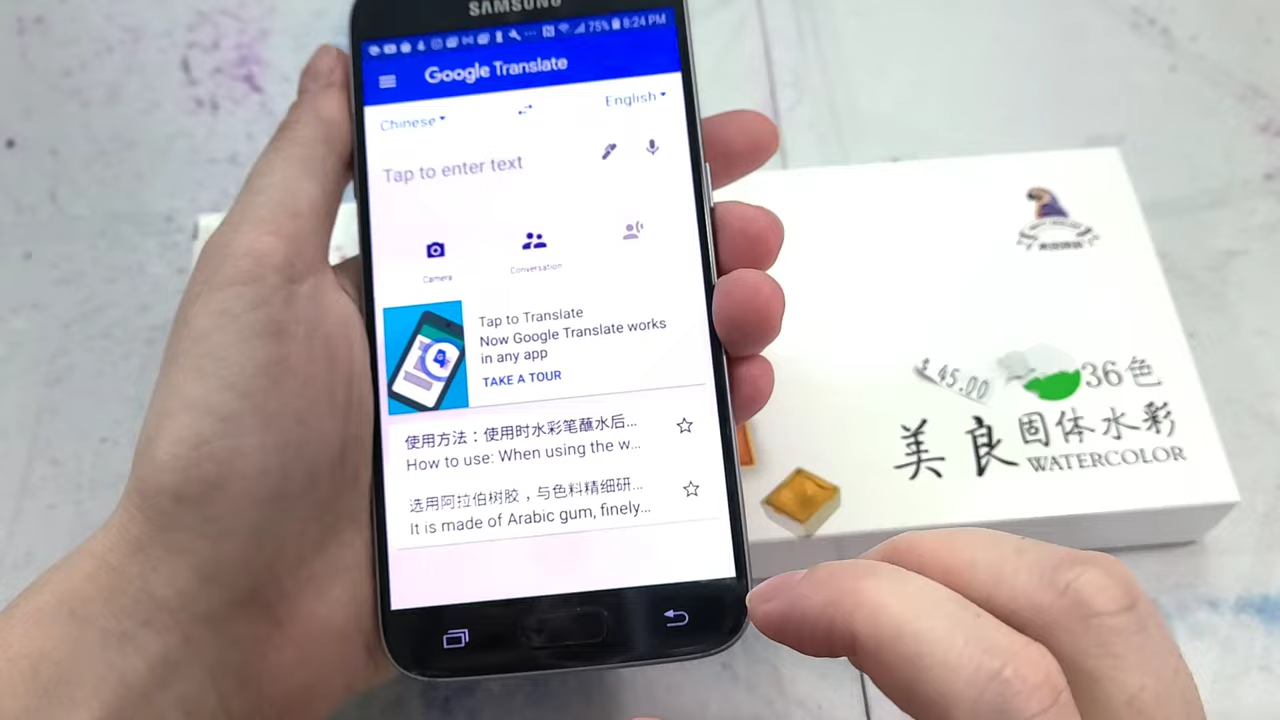 SAMSUNG
75% 8:24 PM
Google Translate
Chinese
English
Tap to enter text
Camera
Conversation
Tap to Translate
Now Google Translate works
in any app
TAKE A TOUR
使用方法：使用时水彩笔蘸水后...
How to use: When using the w...
选用阿拉伯树胶，与色料精细研...
It is made of Arabic gum, finely...
45.00
36色
美良固体水彩
WATERCOLOR